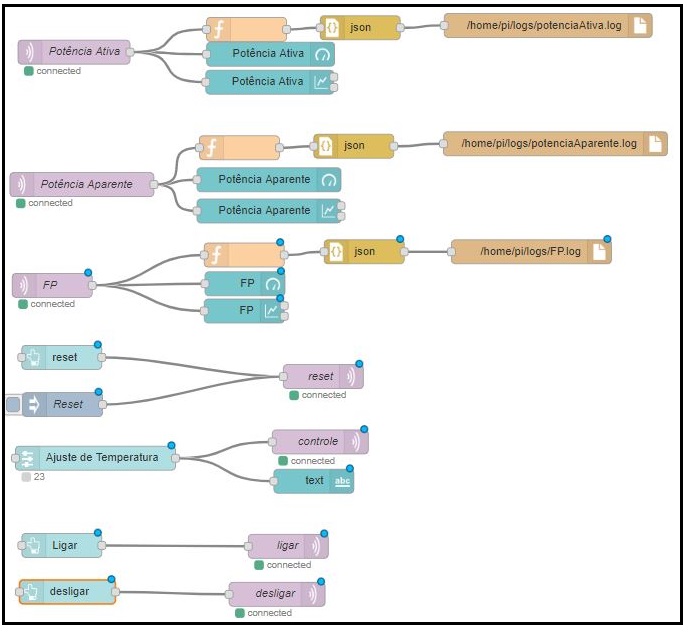 json
/home/pi/logs/potenciaAtiva.log
Potência Ativa
Potência Ativa
connected
Potência Ativa
json
/home/pi/logs/potenciaAparente.log
Potência Aparente
Potência Aparente
connected
Potência Aparente
json
/home/pi/logs/FP.log
FP
FP
connected
FP
reset
reset
connected
Reset
controle
connected
Ajuste de Temperatura
23
text
abc
Ligar
ligar
connected
desligar
desligar
connected